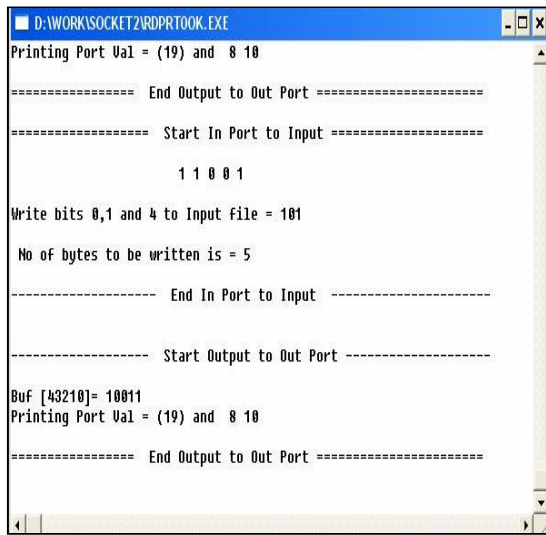 D:\WORK\SOCKET2\RDPRTOOK.EXE
Printing Port Val = (19) and  8 10
=================  End Output to Out Port =======================
===================  Start In Port to Input =====================
1 1 0 0 1
Write bits 0,1 and 4 to Input file = 101
No of bytes to be written is = 5
--------------------  End In Port to Input  ----------------------
-------------------  Start Output to Out Port --------------------
Buf [43210]= 10011
Printing Port Val = (19) and  8 10
=================  End Output to Out Port =======================